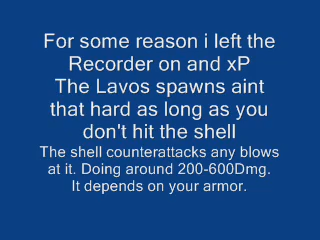 For some reason i left the
Recorder on and xP
The Lavos spawns aint
that hard as long as you
don't hit the shell
The shell counterattacks any blows
at it. Doing around 200-600Dmg.
It depends on your armor.